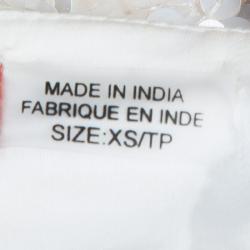 MADE IN INDIA
FABRIQUE EN INDE
SIZE:XS/TP